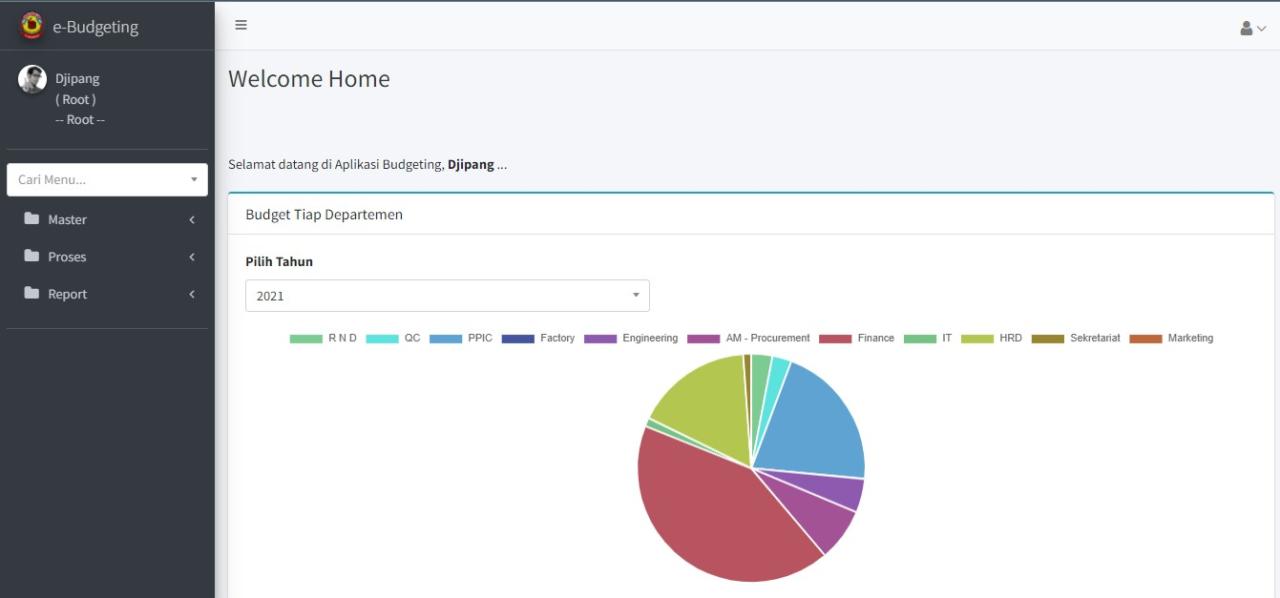 e-Budgeting
Djipang
( Root )
-- Root --
Cari Menu...
Master
Proses
Report
Welcome Home
Selamat datang di Aplikasi Budgeting, Djipang ...
Budget Tiap Departemen
Pilih Tahun
2021
R N D QC PPIC Factory Engineering AM - Procurement Finance IT HRD Sekretariat Marketing